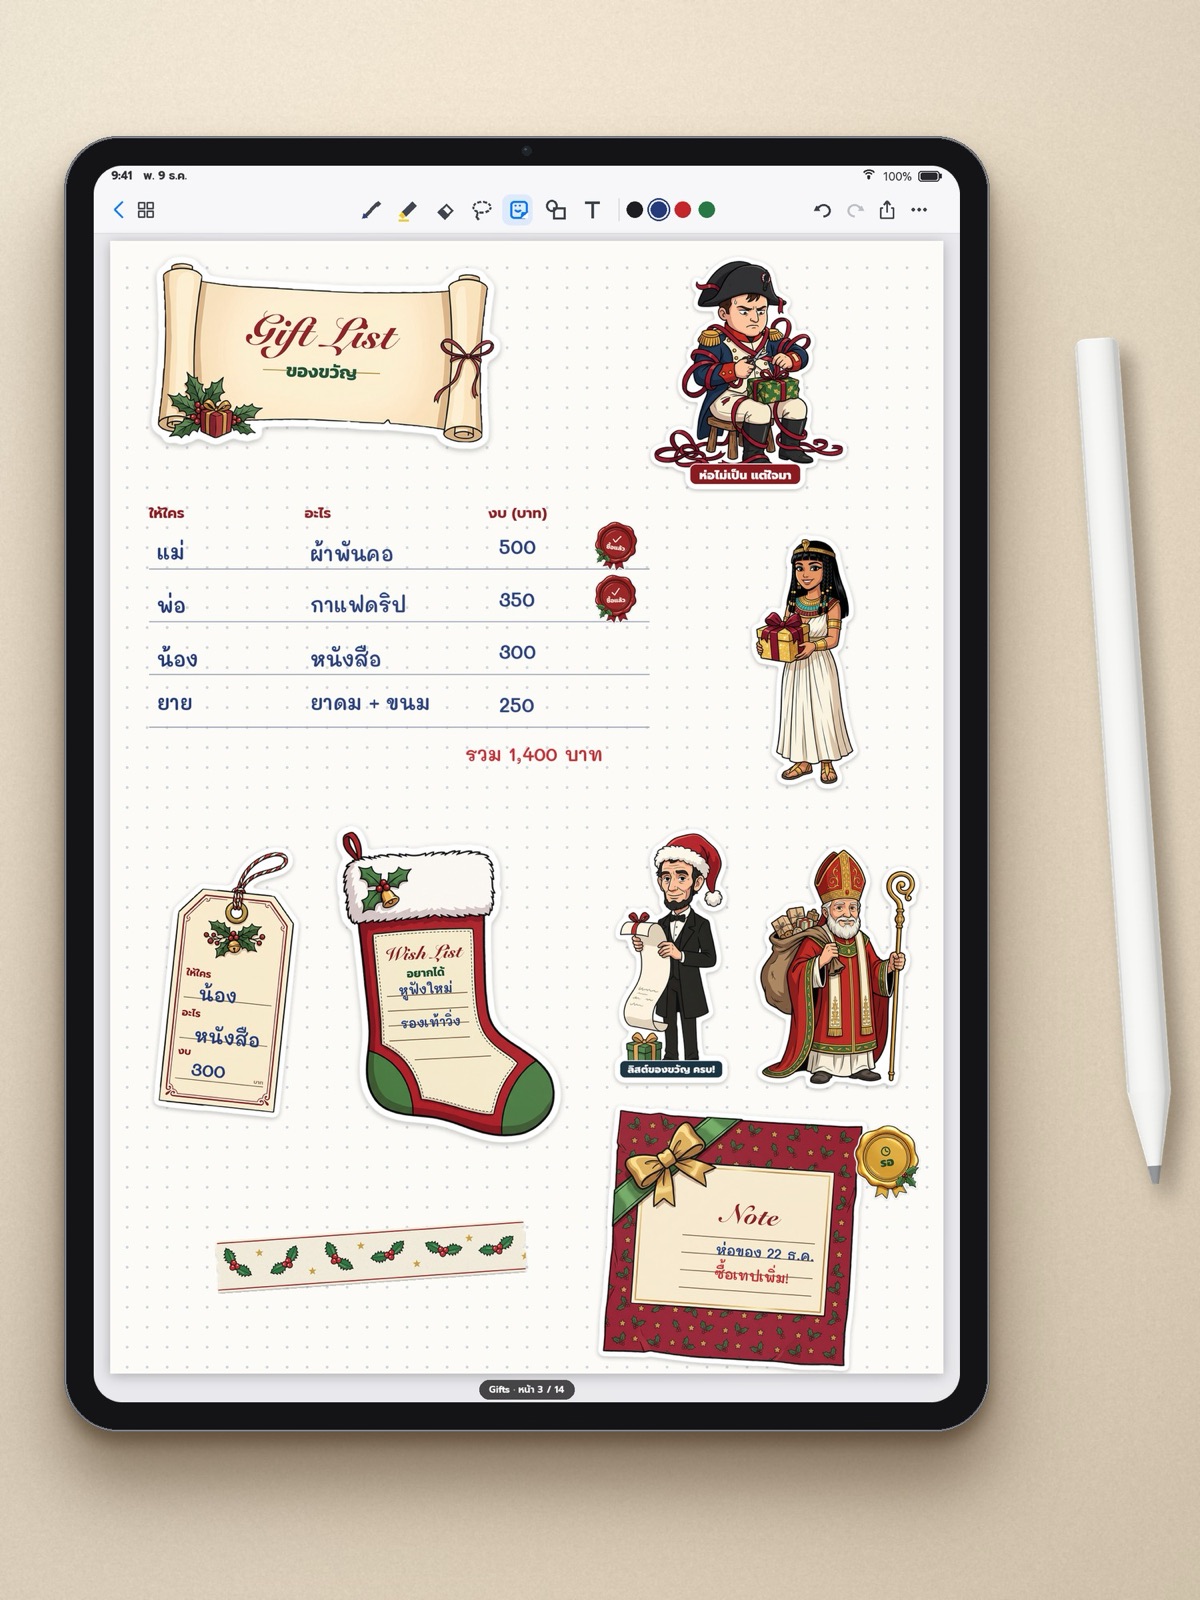 9:41 พ. 9 ธ.ค.
100%
Gift List
ของขวัญ
ห่อไม่เป็น แต่ใจมา
ให้ใคร อะไร งบ (บาท)
แม่ ผ้าพันคอ 500 ซื้อแล้ว
พ่อ กาแฟดริป 350 ซื้อแล้ว
น้อง หนังสือ 300
ยาย ยาดม + ขนม 250
รวม 1,400 บาท
ให้ใคร
น้อง
อะไร
หนังสือ
งบ
300 บาท
Wish List
อยากได้
หูฟังใหม่
รองเท้าวิ่ง
ลิสต์ของขวัญ ครบ!
Note
ห่อของ 22 ธ.ค.
ซื้อเทปเพิ่ม!
รอ
Gifts · หน้า 3 / 14